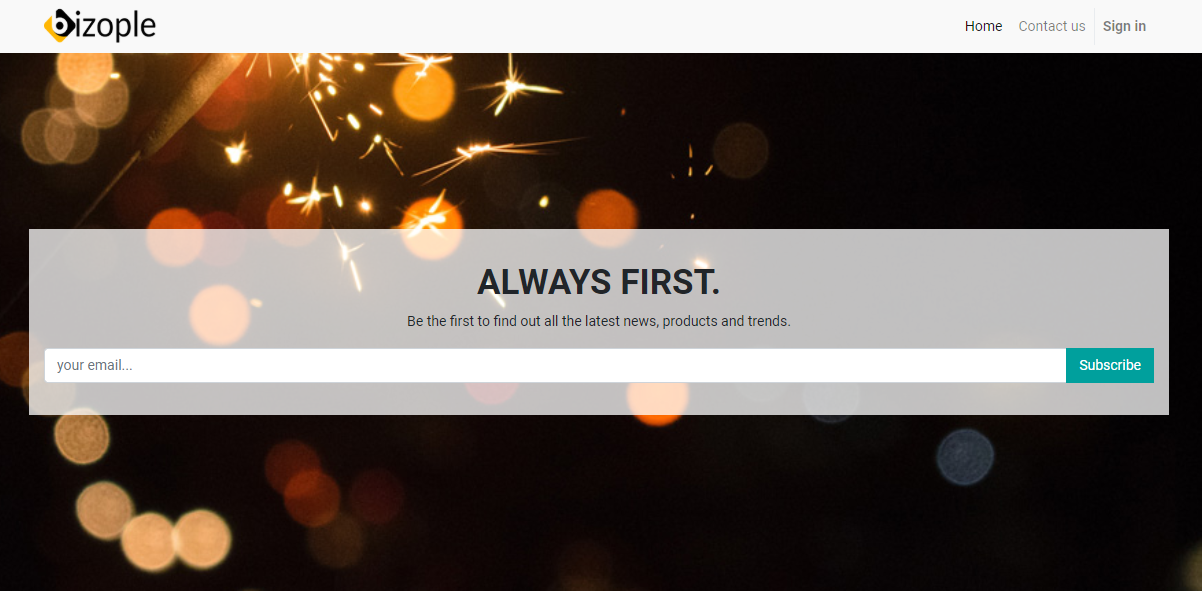 bizople
Home Contact us Sign in
ALWAYS FIRST.
Be the first to find out all the latest news, products and trends.
your email... Subscribe